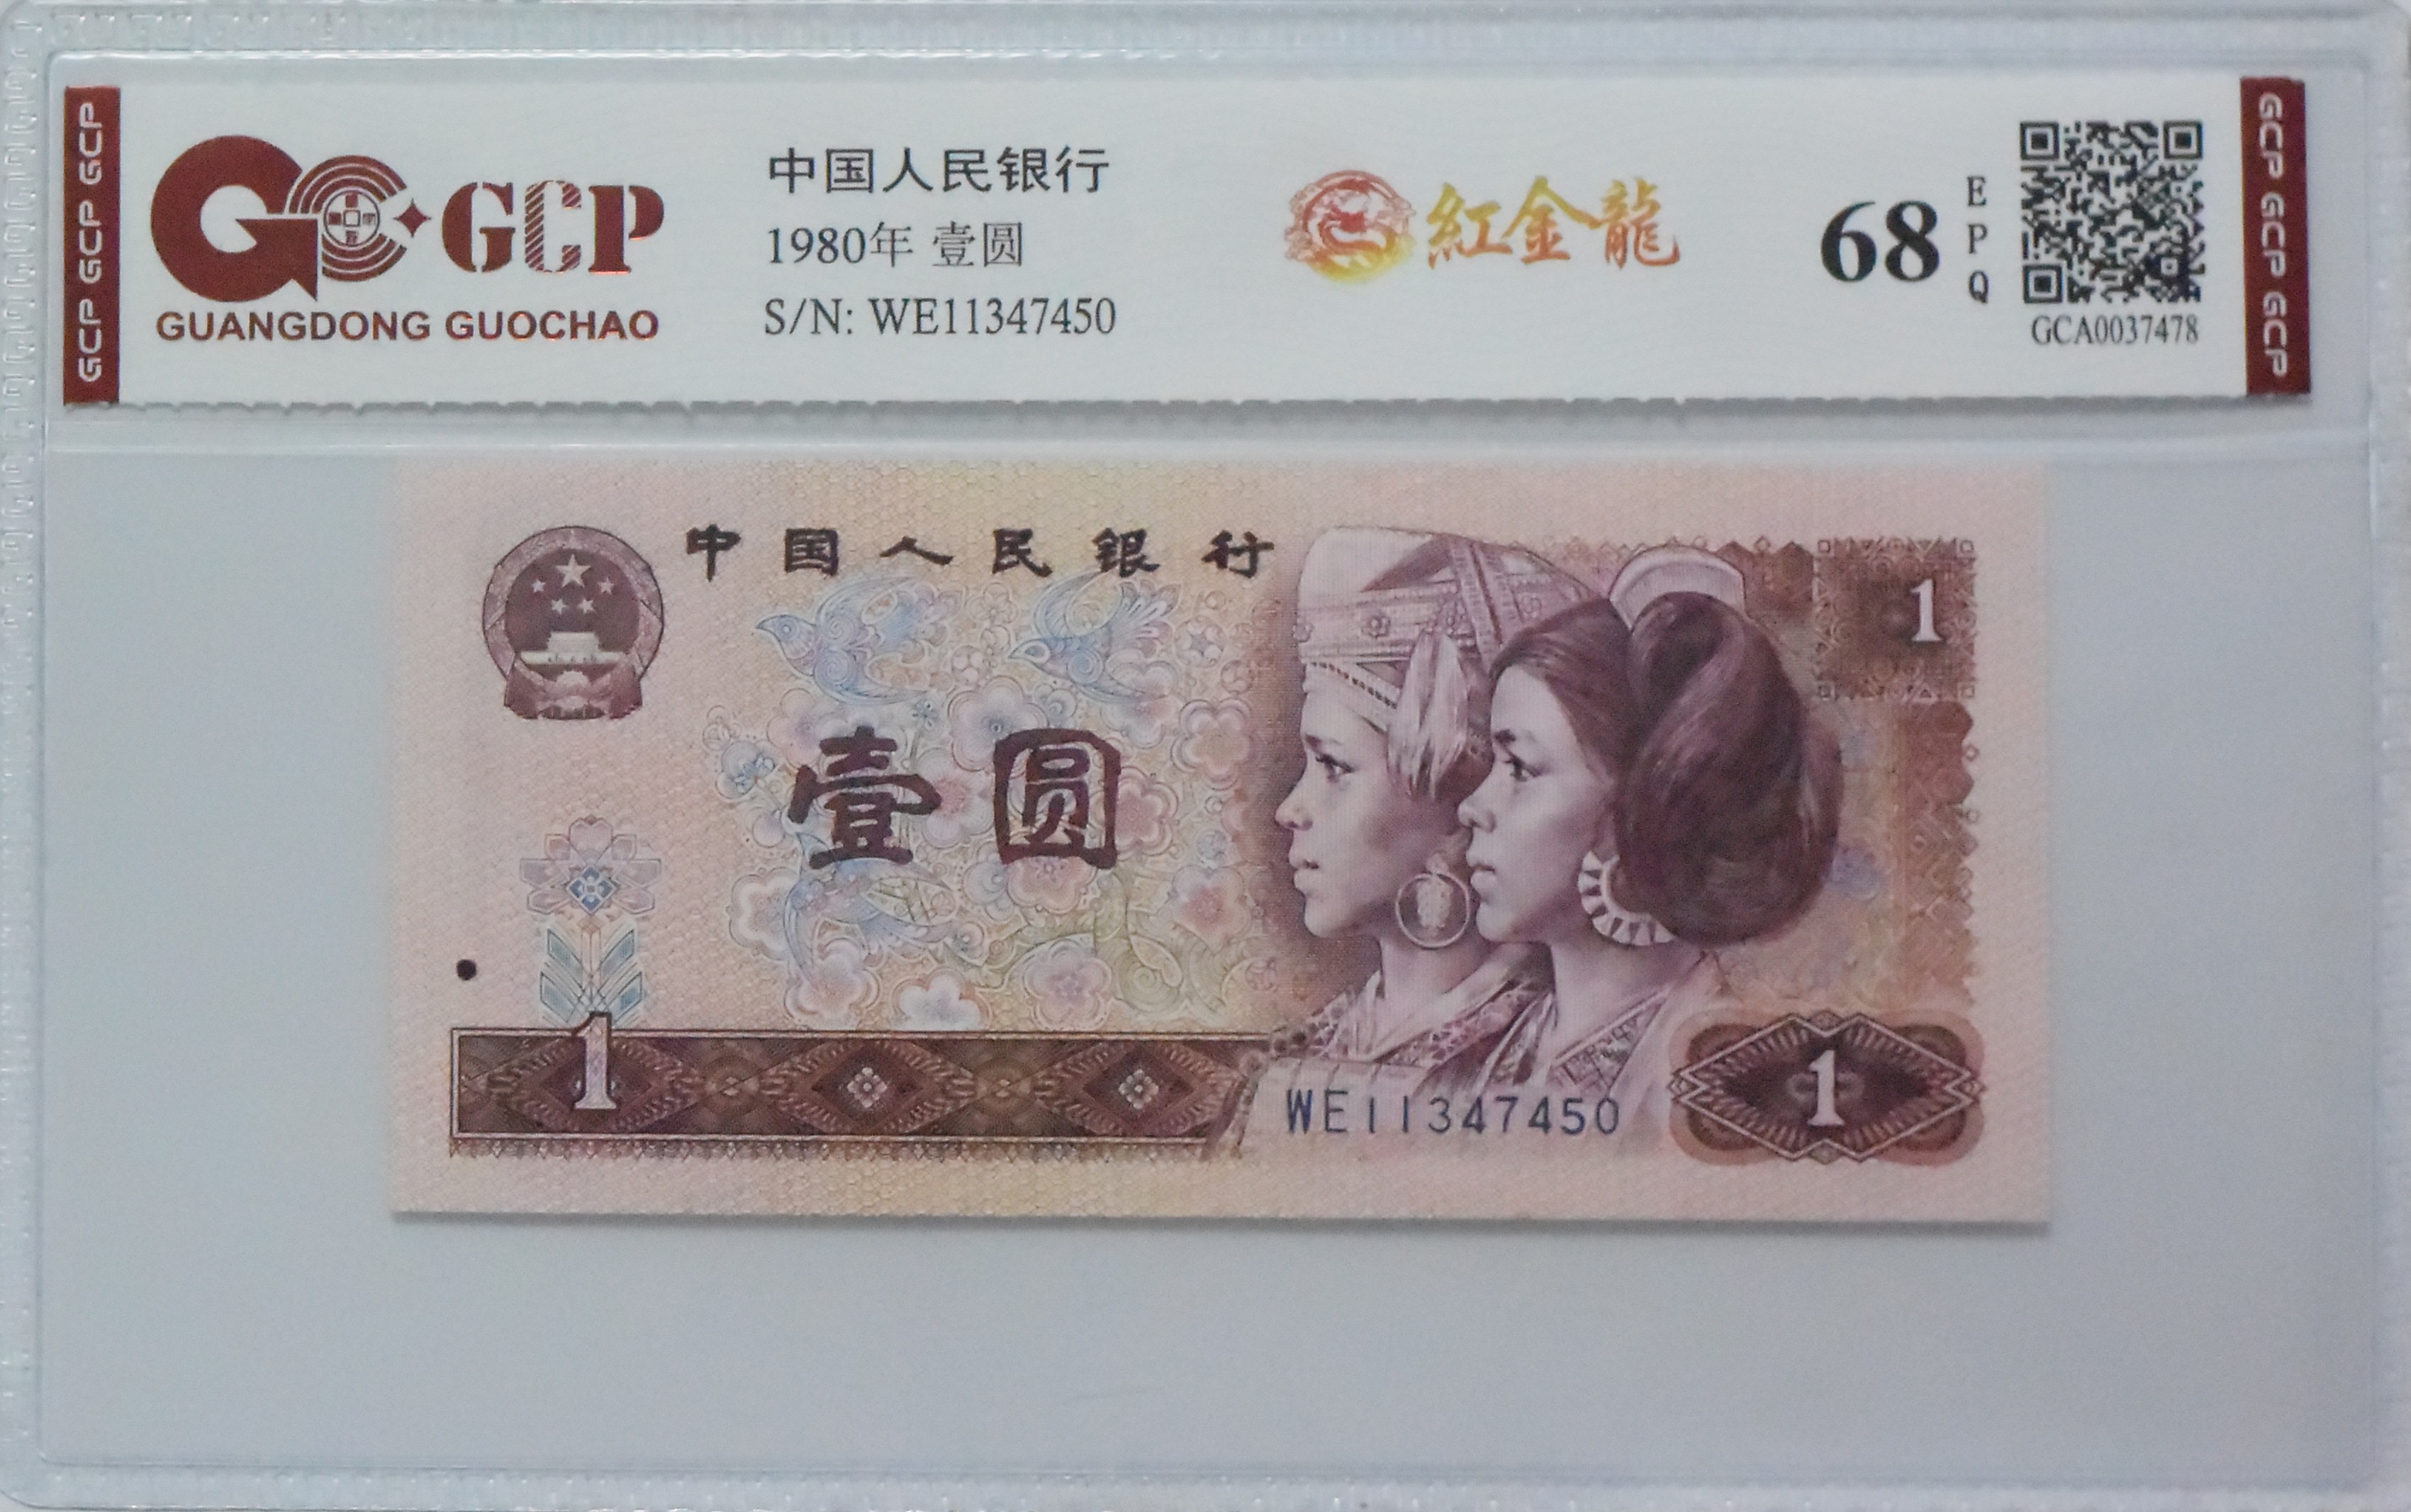 GCP GCP GCP
GCP
GUANGDONG GUOCHAO
中国人民银行
1980年 壹圆
S/N: WE11347450
紅金龍
68
E
P
Q
GCA0037478
GCP GCP GCP
中国人民银行
1
壹圆
1
WE11347450
1